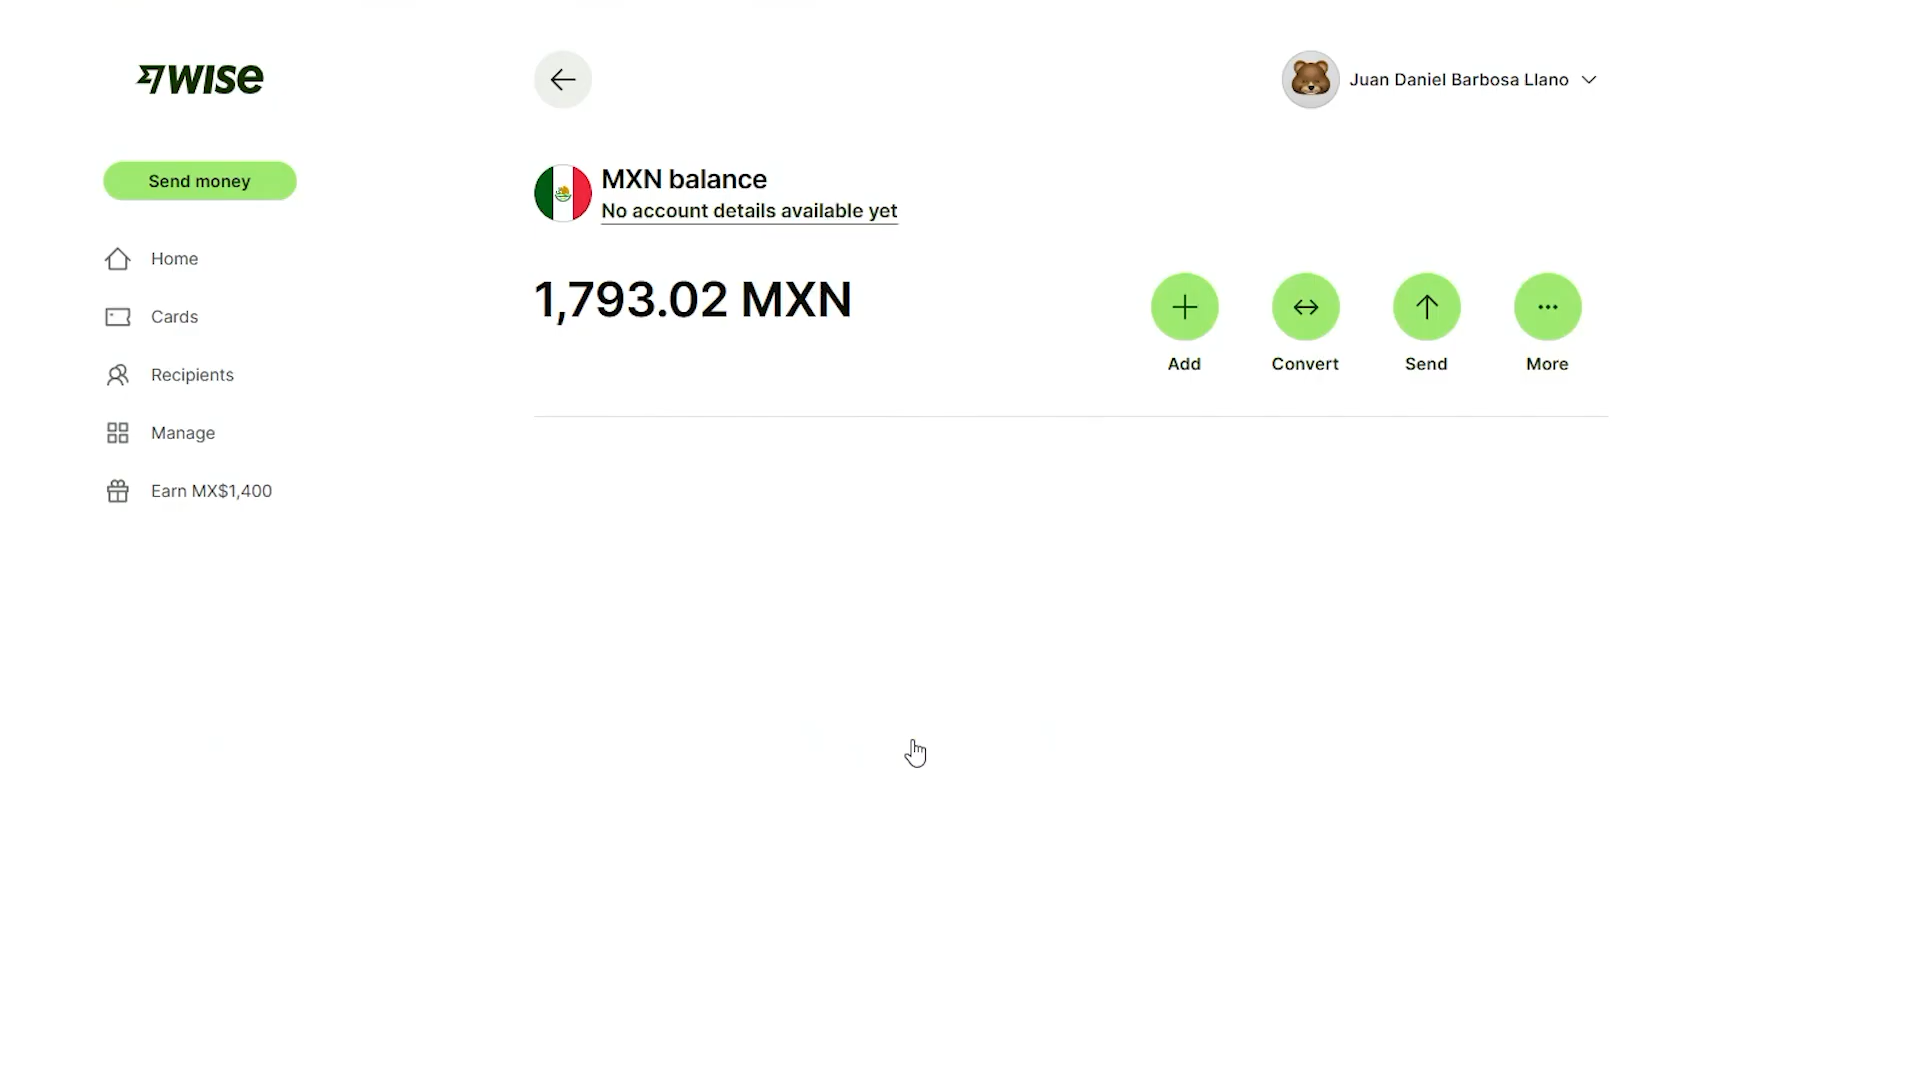 WISE
Juan Daniel Barbosa Llano
Send money
Home
Cards
Recipients
Manage
Earn MX$1,400
MXN balance
No account details available yet
1,793.02 MXN
Add
Convert
Send
More